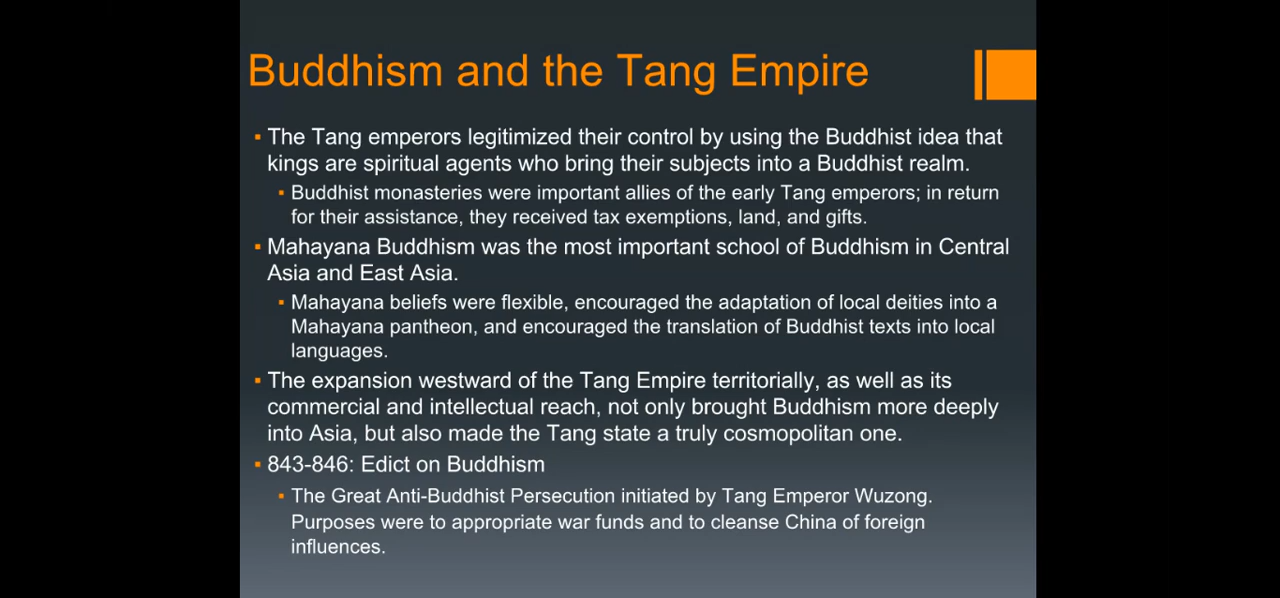 Buddhism and the Tang Empire
▪ The Tang emperors legitimized their control by using the Buddhist idea that
kings are spiritual agents who bring their subjects into a Buddhist realm.
▪ Buddhist monasteries were important allies of the early Tang emperors; in return
for their assistance, they received tax exemptions, land, and gifts.
▪ Mahayana Buddhism was the most important school of Buddhism in Central
Asia and East Asia.
▪ Mahayana beliefs were flexible, encouraged the adaptation of local deities into a
Mahayana pantheon, and encouraged the translation of Buddhist texts into local
languages.
▪ The expansion westward of the Tang Empire territorially, as well as its
commercial and intellectual reach, not only brought Buddhism more deeply
into Asia, but also made the Tang state a truly cosmopolitan one.
▪ 843-846: Edict on Buddhism
▪ The Great Anti-Buddhist Persecution initiated by Tang Emperor Wuzong.
Purposes were to appropriate war funds and to cleanse China of foreign
influences.